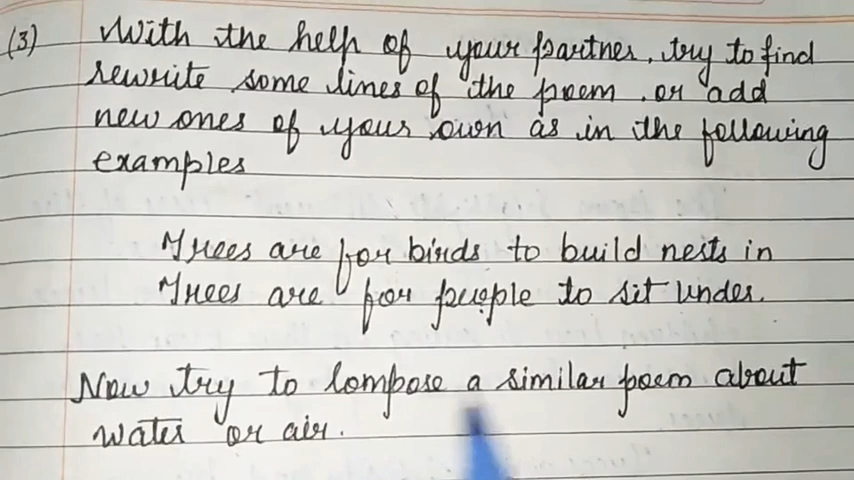 (3) With the help of your partner, try to find
rewrite some lines of the poem. or add
new ones of your own as in the following
examples
Trees are for birds to build nests in
Trees are for people to sit under.
Now try to compose a similar poem about
water or air.